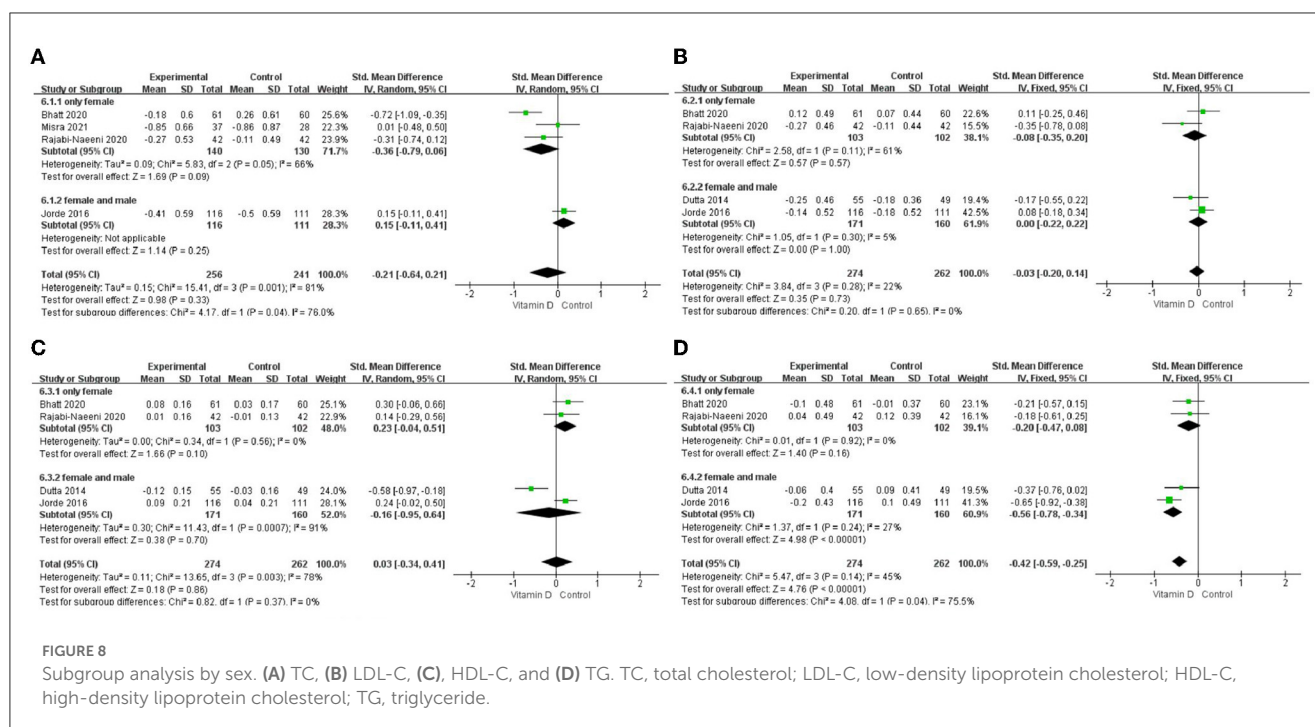 A
Experimental Control Std. Mean Difference Std. Mean Difference
Study or Subgroup Mean SD Total Mean SD Total Weight IV, Random, 95% CI IV, Random, 95% CI
6.1.1 only female
Bhatt 2020 -0.18 0.6 61 0.26 0.61 60 25.6% -0.72 [-1.09, -0.35]
Misra 2021 -0.85 0.66 37 -0.86 0.87 28 22.3% 0.01 [-0.48, 0.50]
Rajabi-Naeeni 2020 -0.27 0.53 42 -0.11 0.49 42 23.9% -0.31 [-0.74, 0.12]
Subtotal (95% CI) 140 130 71.7% -0.36 [-0.79, 0.06]
Heterogeneity: Tau² = 0.09; Chi² = 5.83, df = 2 (P = 0.05); I² = 66%
Test for overall effect: Z = 1.69 (P = 0.09)
6.1.2 female and male
Jorde 2016 -0.41 0.59 116 -0.5 0.59 111 28.3% 0.15 [-0.11, 0.41]
Subtotal (95% CI) 116 111 28.3% 0.15 [-0.11, 0.41]
Heterogeneity: Not applicable
Test for overall effect: Z = 1.14 (P = 0.25)
Total (95% CI) 256 241 100.0% -0.21 [-0.64, 0.21]
Heterogeneity: Tau² = 0.15; Chi² = 15.41, df = 3 (P = 0.001); I² = 81%
Test for overall effect: Z = 0.98 (P = 0.33)
Test for subgroup differences: Chi² = 4.17, df = 1 (P = 0.04), I² = 76.0%
-2 -1 0 1 2
Vitamin D Control
B
Experimental Control Std. Mean Difference Std. Mean Difference
Study or Subgroup Mean SD Total Mean SD Total Weight IV, Fixed, 95% CI IV, Fixed, 95% CI
6.2.1 only female
Bhatt 2020 0.12 0.49 61 0.07 0.44 60 22.6% 0.11 [-0.25, 0.46]
Rajabi-Naeeni 2020 -0.27 0.46 42 -0.11 0.44 42 15.5% -0.35 [-0.78, 0.08]
Subtotal (95% CI) 103 102 38.1% -0.08 [-0.35, 0.20]
Heterogeneity: Chi² = 2.58, df = 1 (P = 0.11); I² = 61%
Test for overall effect: Z = 0.57 (P = 0.57)
6.2.2 female and male
Dutta 2014 -0.25 0.46 55 -0.18 0.36 49 19.4% -0.17 [-0.55, 0.22]
Jorde 2016 -0.14 0.52 116 -0.18 0.52 111 42.5% 0.08 [-0.18, 0.34]
Subtotal (95% CI) 171 160 61.9% 0.00 [-0.22, 0.22]
Heterogeneity: Chi² = 1.05, df = 1 (P = 0.30); I² = 5%
Test for overall effect: Z = 0.00 (P = 1.00)
Total (95% CI) 274 262 100.0% -0.03 [-0.20, 0.14]
Heterogeneity: Chi² = 3.84, df = 3 (P = 0.28); I² = 22%
Test for overall effect: Z = 0.35 (P = 0.73)
Test for subgroup differences: Chi² = 0.20, df = 1 (P = 0.65), I² = 0%
-2 -1 0 1 2
Vitamin D Control
C
Experimental Control Std. Mean Difference Std. Mean Difference
Study or Subgroup Mean SD Total Mean SD Total Weight IV, Random, 95% CI IV, Random, 95% CI
6.3.1 only female
Bhatt 2020 0.08 0.16 61 0.03 0.17 60 25.1% 0.30 [-0.06, 0.66]
Rajabi-Naeeni 2020 0.01 0.16 42 -0.01 0.13 42 22.9% 0.14 [-0.29, 0.56]
Subtotal (95% CI) 103 102 48.0% 0.23 [-0.04, 0.51]
Heterogeneity: Tau² = 0.00; Chi² = 0.34, df = 1 (P = 0.56); I² = 0%
Test for overall effect: Z = 1.66 (P = 0.10)
6.3.2 female and male
Dutta 2014 -0.12 0.15 55 -0.03 0.16 49 24.0% -0.58 [-0.97, -0.18]
Jorde 2016 0.09 0.21 116 0.04 0.21 111 28.1% 0.24 [-0.02, 0.50]
Subtotal (95% CI) 171 160 52.0% -0.16 [-0.95, 0.64]
Heterogeneity: Tau² = 0.30; Chi² = 11.43, df = 1 (P = 0.0007); I² = 91%
Test for overall effect: Z = 0.38 (P = 0.70)
Total (95% CI) 274 262 100.0% 0.03 [-0.34, 0.41]
Heterogeneity: Tau² = 0.11; Chi² = 13.65, df = 3 (P = 0.003); I² = 78%
Test for overall effect: Z = 0.18 (P = 0.86)
Test for subgroup differences: Chi² = 0.82, df = 1 (P = 0.37), I² = 0%
-2 -1 0 1 2
Vitamin D Control
D
Experimental Control Std. Mean Difference Std. Mean Difference
Study or Subgroup Mean SD Total Mean SD Total Weight IV, Fixed, 95% CI IV, Fixed, 95% CI
6.4.1 only female
Bhatt 2020 -0.1 0.48 61 -0.01 0.37 60 23.1% -0.21 [-0.57, 0.15]
Rajabi-Naeeni 2020 0.04 0.49 42 0.12 0.39 42 16.1% -0.18 [-0.61, 0.25]
Subtotal (95% CI) 103 102 39.1% -0.20 [-0.47, 0.08]
Heterogeneity: Chi² = 0.01, df = 1 (P = 0.92); I² = 0%
Test for overall effect: Z = 1.40 (P = 0.16)
6.4.2 female and male
Dutta 2014 -0.06 0.4 55 0.09 0.41 49 19.5% -0.37 [-0.76, 0.02]
Jorde 2016 -0.2 0.43 116 0.1 0.49 111 41.3% -0.65 [-0.92, -0.38]
Subtotal (95% CI) 171 160 60.9% -0.56 [-0.78, -0.34]
Heterogeneity: Chi² = 1.37, df = 1 (P = 0.24); I² = 27%
Test for overall effect: Z = 4.98 (P < 0.00001)
Total (95% CI) 274 262 100.0% -0.42 [-0.59, -0.25]
Heterogeneity: Chi² = 5.47, df = 3 (P = 0.14); I² = 45%
Test for overall effect: Z = 4.76 (P < 0.00001)
Test for subgroup differences: Chi² = 4.08, df = 1 (P = 0.04), I² = 75.5%
-2 -1 0 1 2
Vitamin D Control
FIGURE 8
Subgroup analysis by sex. (A) TC, (B) LDL-C, (C), HDL-C, and (D) TG. TC, total cholesterol; LDL-C, low-density lipoprotein cholesterol; HDL-C,
high-density lipoprotein cholesterol; TG, triglyceride.